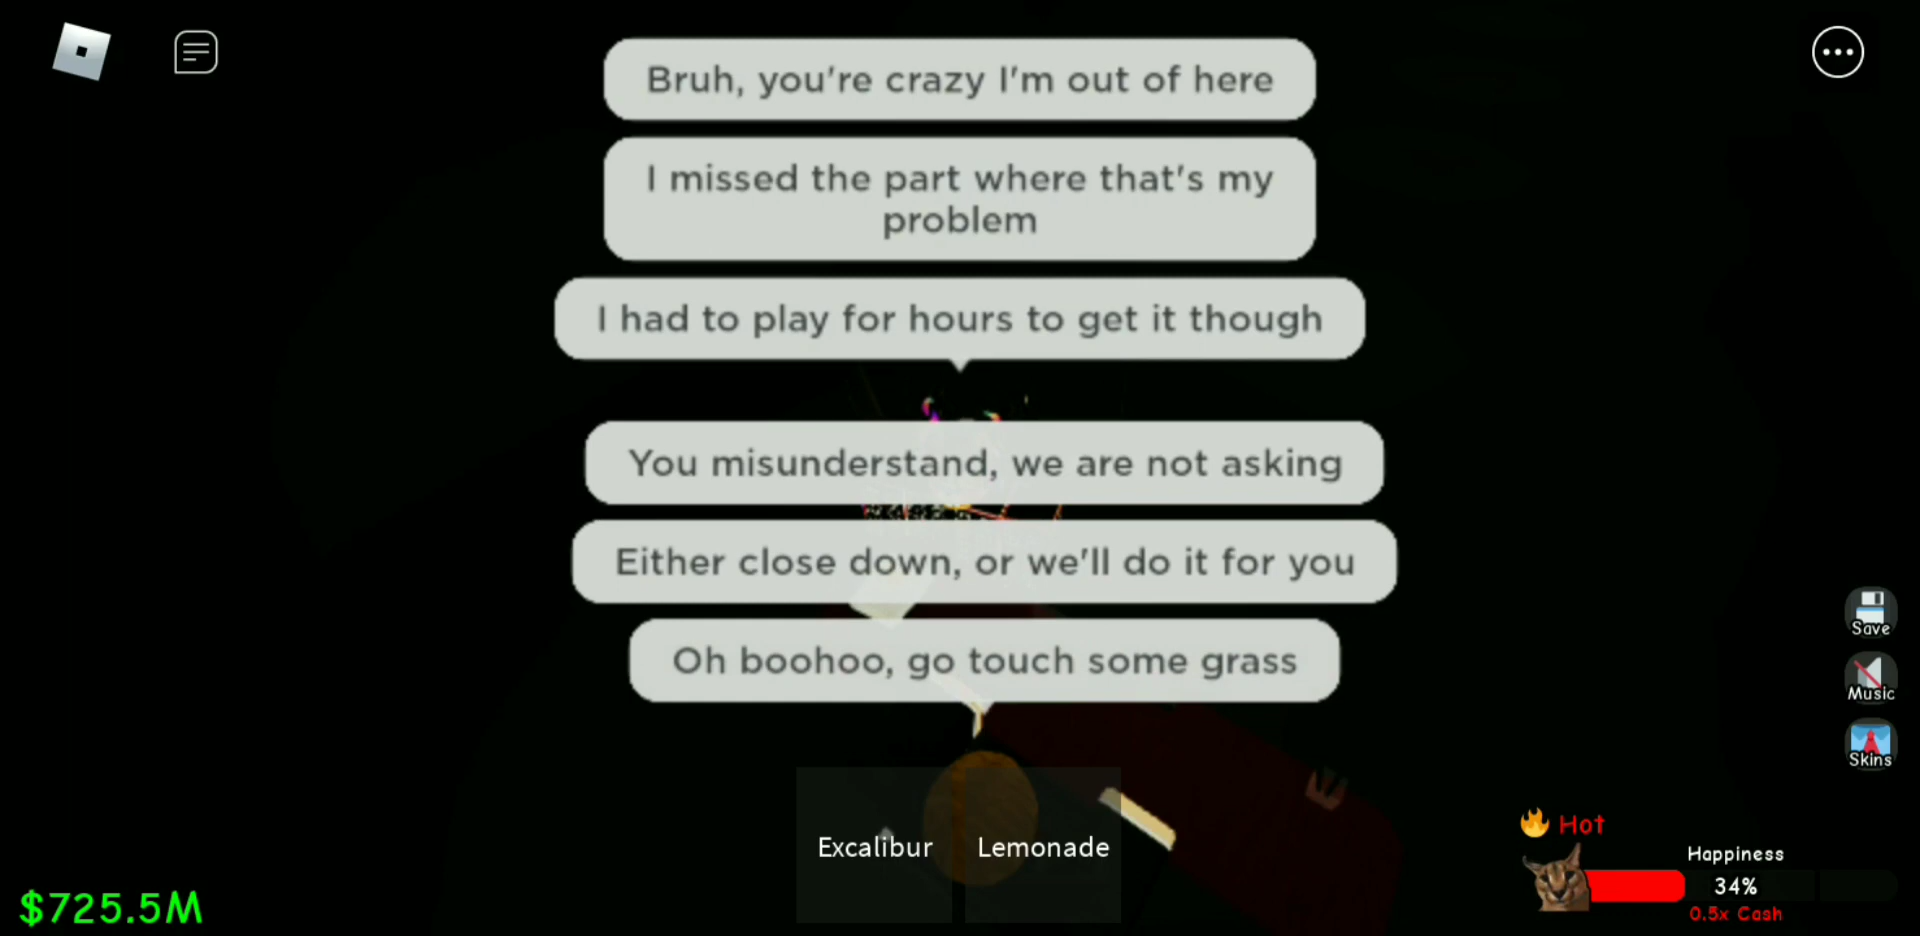 Bruh, you're crazy I'm out of here
I missed the part where that's my
problem
I had to play for hours to get it though
You misunderstand, we are not asking
Either close down, or we'll do it for you
Oh boohoo, go touch some grass
Save
Music
Skins
Excalibur
Lemonade
🔥 Hot
Happiness
34%
0.5x Cash
$725.5M